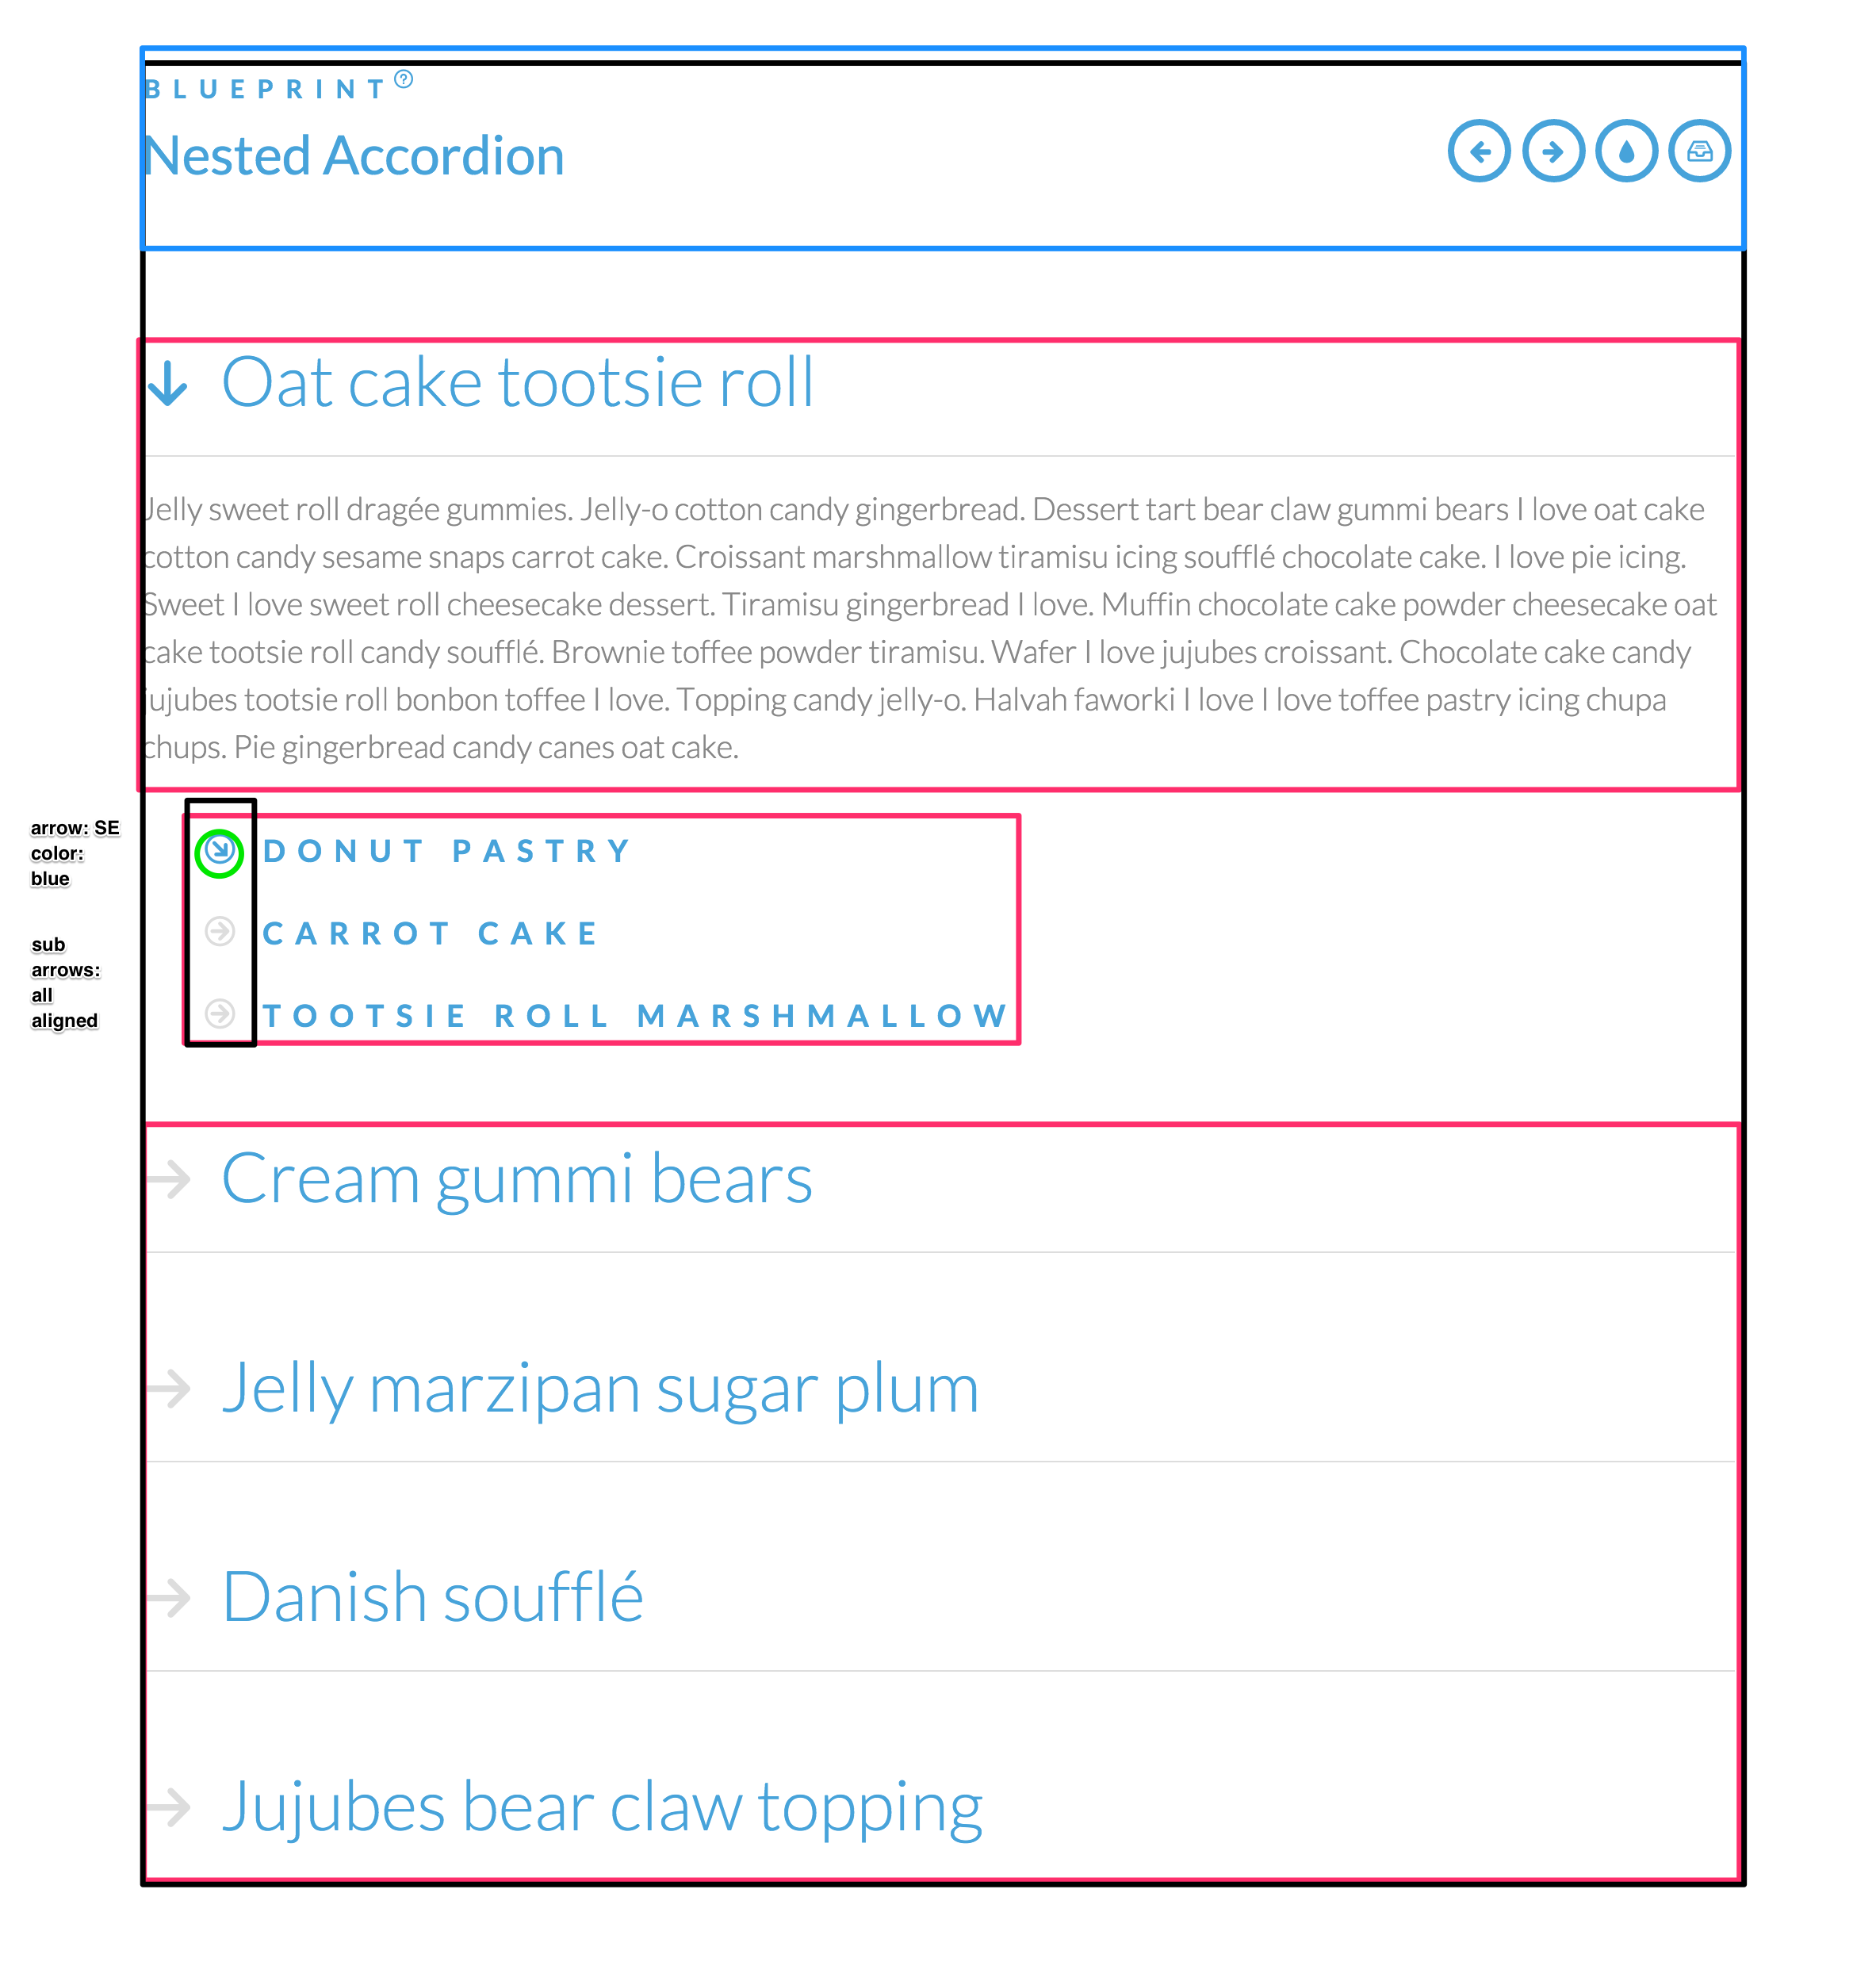 BLUEPRINT?
Nested Accordion
Oat cake tootsie roll
Jelly sweet roll dragée gummies. Jelly-o cotton candy gingerbread. Dessert tart bear claw gummi bears I love oat cake
cotton candy sesame snaps carrot cake. Croissant marshmallow tiramisu icing soufflé chocolate cake. I love pie icing.
Sweet I love sweet roll cheesecake dessert. Tiramisu gingerbread I love. Muffin chocolate cake powder cheesecake oat
cake tootsie roll candy soufflé. Brownie toffee powder tiramisu. Wafer I love jujubes croissant. Chocolate cake candy
jujubes tootsie roll bonbon toffee I love. Topping candy jelly-o. Halvah faworki I love I love toffee pastry icing chupa
chups. Pie gingerbread candy canes oat cake.
arrow: SE
color:
blue
DONUT PASTRY
CARROT CAKE
sub
arrows:
all
aligned
TOOTSIE ROLL MARSHMALLOW
Cream gummi bears
Jelly marzipan sugar plum
Danish soufflé
Jujubes bear claw topping